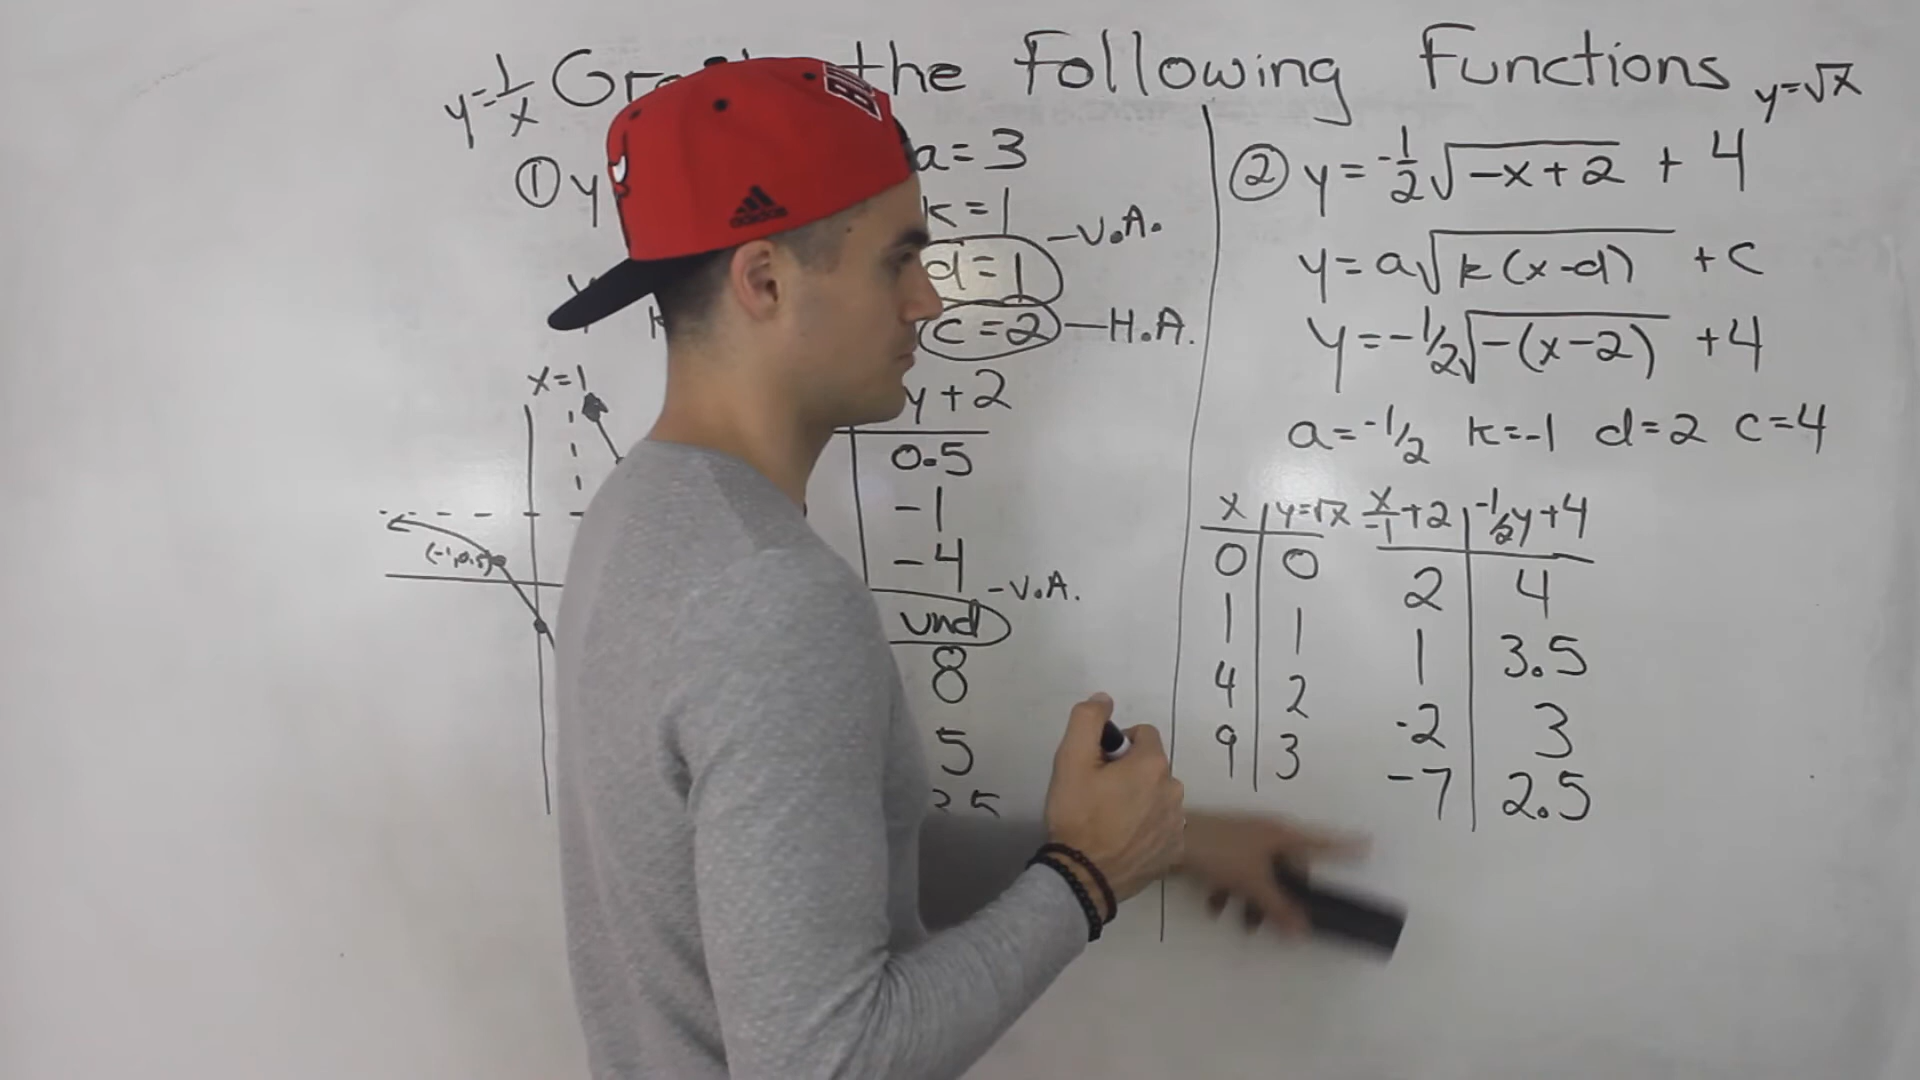 y=1/x Gr the Following Functions y=√x
① y
a=3
k=1
d=1 -V.A.
c=2 -H.A.
x=1
y+2
0.5
-1
-4
und -V.A.
8
5
(-1,0.5)
② y=-1/2√-x+2 + 4
y=a√k(x-d) +c
y=-1/2√-(x-2) +4
a=-1/2 k=-1 d=2 c=4
x y=√x x/-1+2 -1/2y+4
0 0 2 4
1 1 1 3.5
4 2 -2 3
9 3 -7 2.5
adidas